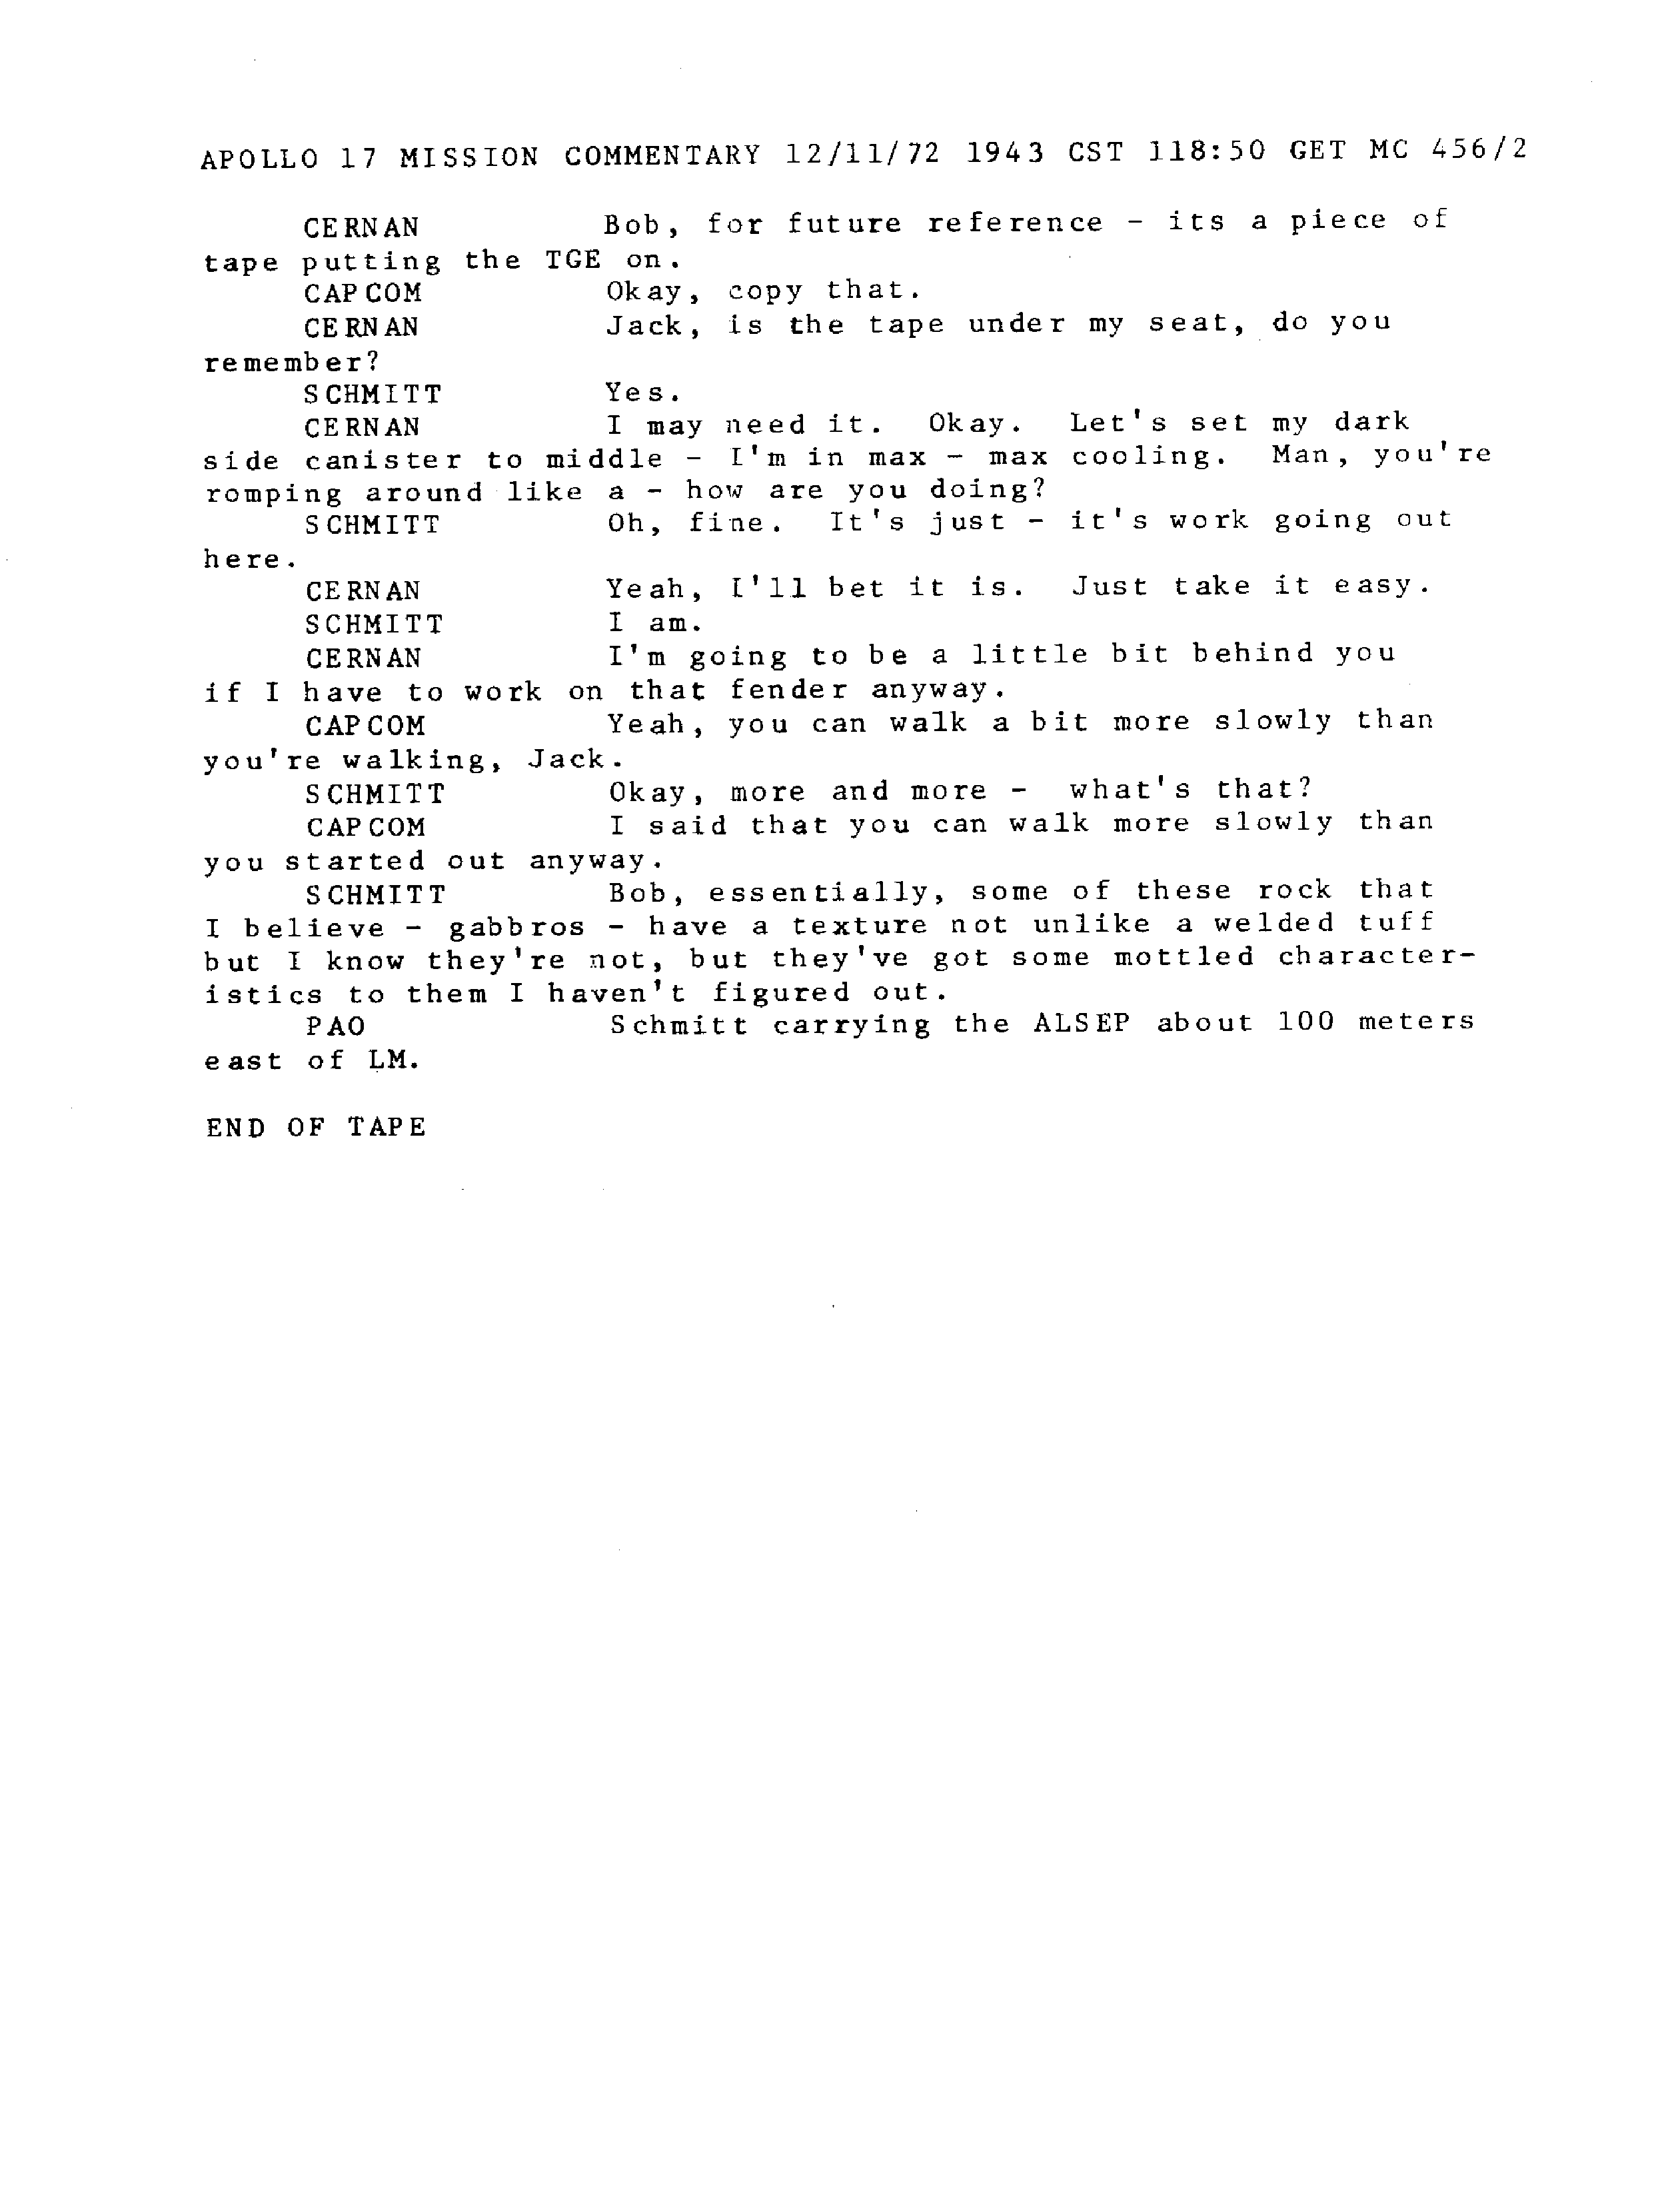 APOLLO 17 MISSION COMMENTARY 12/11/72 1943 CST 118:50 GET MC 456/2
CERNAN Bob, for future reference - its a piece of
tape putting the TGE on.
CAPCOM Okay, copy that.
CERNAN Jack, is the tape under my seat, do you
remember?
SCHMITT Yes.
CERNAN I may need it. Okay. Let's set my dark
side canister to middle - I'm in max - max cooling. Man, you're
romping around like a - how are you doing?
SCHMITT Oh, fine. It's just - it's work going out
here.
CERNAN Yeah, I'll bet it is. Just take it easy.
SCHMITT I am.
CERNAN I'm going to be a little bit behind you
if I have to work on that fender anyway.
CAPCOM Yeah, you can walk a bit more slowly than
you're walking, Jack.
SCHMITT Okay, more and more - what's that?
CAPCOM I said that you can walk more slowly than
you started out anyway.
SCHMITT Bob, essentially, some of these rock that
I believe - gabbros - have a texture not unlike a welded tuff
but I know they're not, but they've got some mottled character-
istics to them I haven't figured out.
PAO Schmitt carrying the ALSEP about 100 meters
east of LM.
END OF TAPE